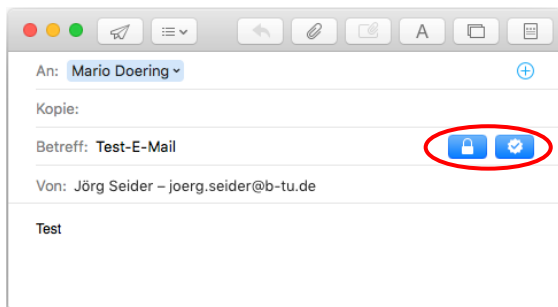 An: Mario Doering
Kopie:
Betreff: Test-E-Mail
Von: Jörg Seider – joerg.seider@b-tu.de
Test